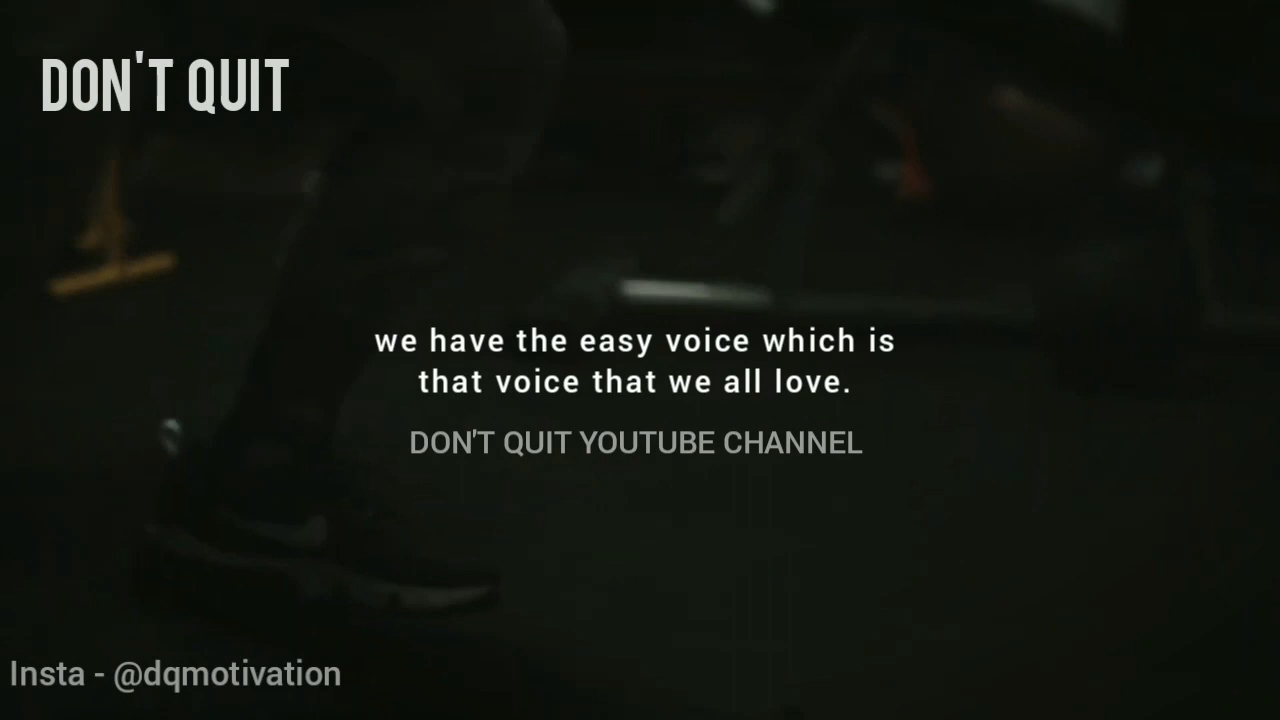 DON'T QUIT
we have the easy voice which is
that voice that we all love.
DON'T QUIT YOUTUBE CHANNEL
Insta - @dqmotivation